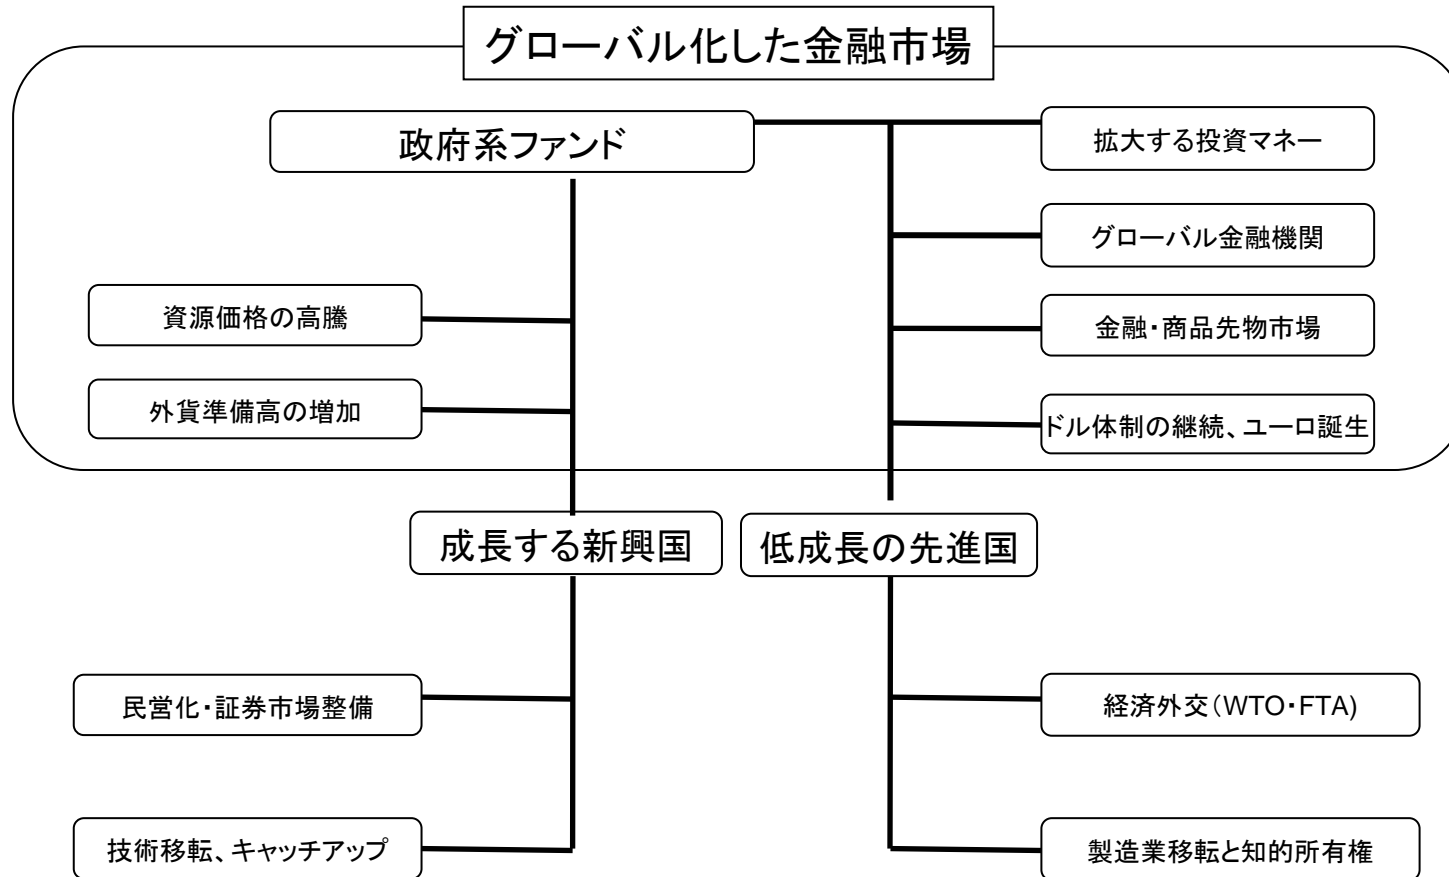 グローバル化した金融市場
政府系ファンド
拡大する投資マネー
グローバル金融機関
資源価格の高騰
金融・商品先物市場
外貨準備高の増加
ドル体制の継続、ユーロ誕生
成長する新興国
低成長の先進国
民営化・証券市場整備
経済外交(WTO・FTA)
技術移転、キャッチアップ
製造業移転と知的所有権